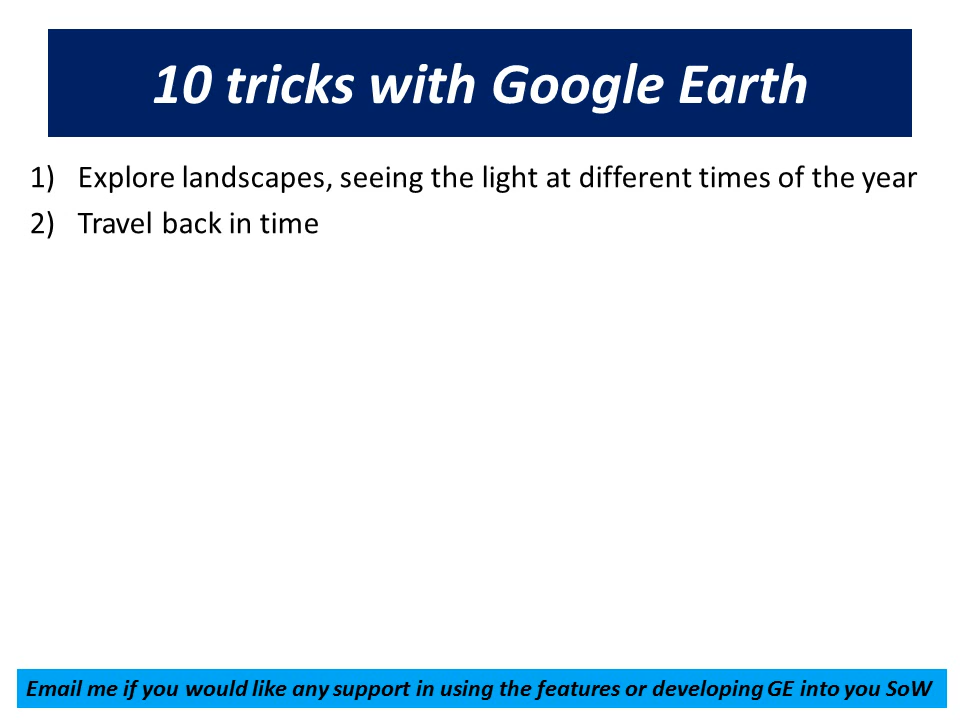 10 tricks with Google Earth
1) Explore landscapes, seeing the light at different times of the year
2) Travel back in time
Email me if you would like any support in using the features or developing GE into you SoW